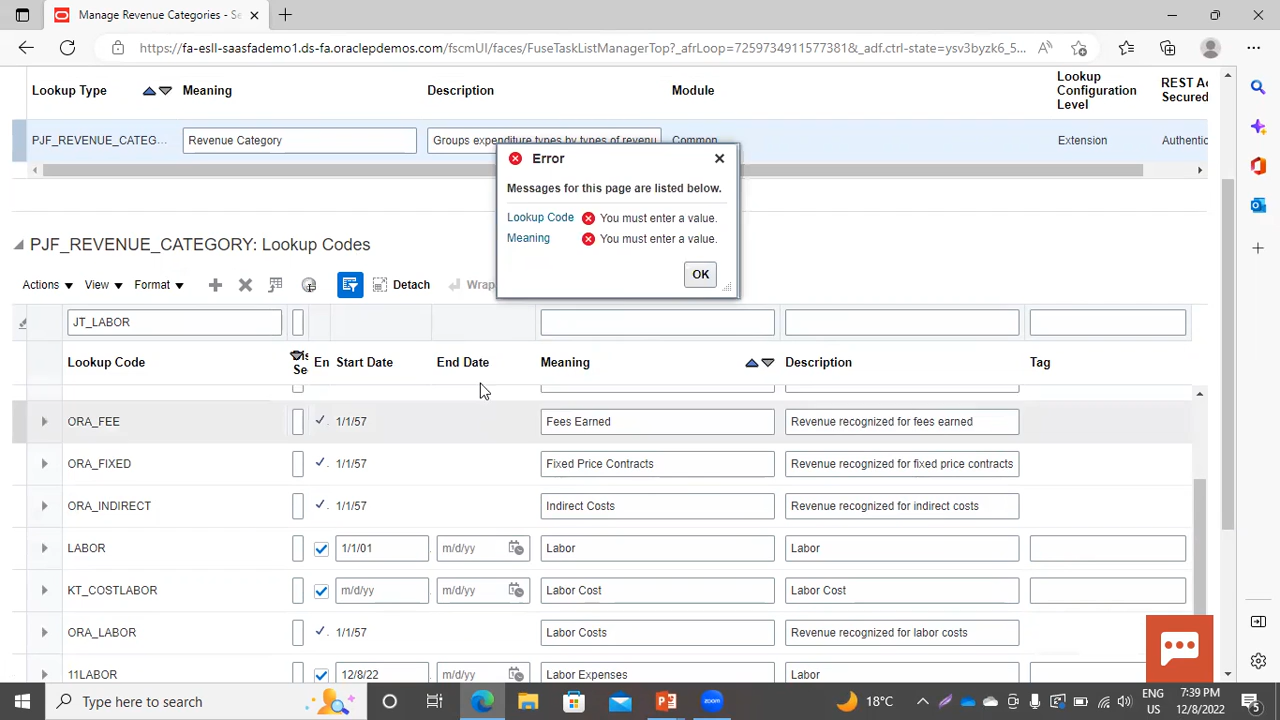 Manage Revenue Categories - Se
https://fa-esll-saasfademo1.ds-fa.oraclepdemos.com/fscmUI/faces/FuseTaskListManagerTop?_afrLoop=7259734911577381&_adf.ctrl-state=ysv3byzk6_5...
Lookup Type Meaning Description Module Lookup Configuration Level REST Ac Secured
PJF_REVENUE_CATEG... Revenue Category Groups expenditure types by types of revenu Common Extension Authentic
Error
Messages for this page are listed below.
Lookup Code You must enter a value.
Meaning You must enter a value.
OK
PJF_REVENUE_CATEGORY: Lookup Codes
Actions View Format Detach Wrap
JT_LABOR
Lookup Code En Start Date End Date Meaning Description Tag
ORA_FEE 1/1/57 Fees Earned Revenue recognized for fees earned
ORA_FIXED 1/1/57 Fixed Price Contracts Revenue recognized for fixed price contracts
ORA_INDIRECT 1/1/57 Indirect Costs Revenue recognized for indirect costs
LABOR 1/1/01 m/d/yy Labor Labor
KT_COSTLABOR m/d/yy m/d/yy Labor Cost Labor Cost
ORA_LABOR 1/1/57 Labor Costs Revenue recognized for labor costs
11LABOR 12/8/22 m/d/yy Labor Expenses Labor Expenses
Type here to search
18°C
ENG
IN
7:39 PM
12/8/2022
5